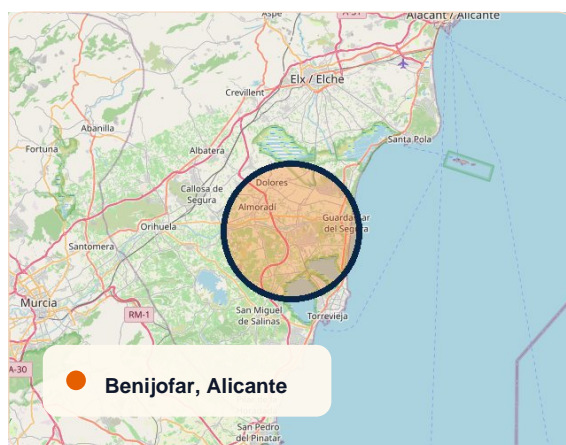 Aspe
A-31
Alacant / Alicante
Elx / Elche
Crevillent
Abanilla
Fortuna
Albatera
Santa Pola
Callosa de
Segura
Dolores
Almoradí
Guardamar
del Segura
Orihuela
Santomera
Murcia
RM-1
San Miguel
de Salinas
Torrevieja
A-30
Benijofar, Alicante
San Pedro
del Pinatar